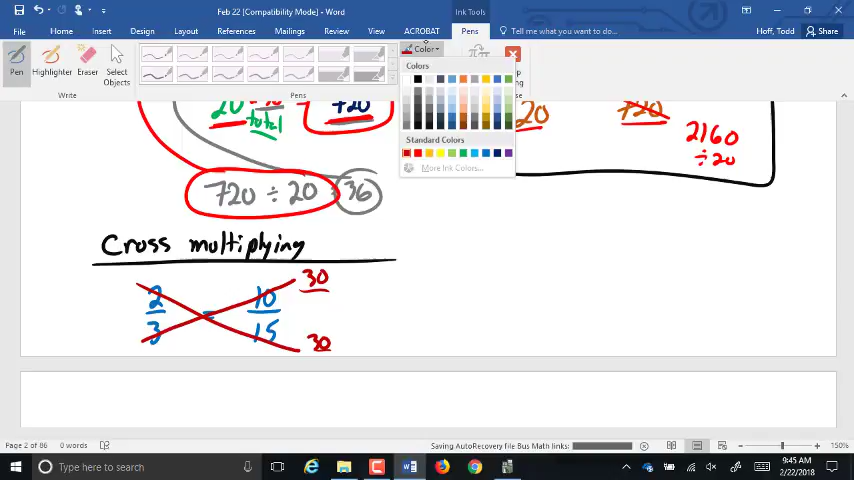 Feb 22 [Compatibility Mode] - Word
Ink Tools
File Home Insert Design Layout References Mailings Review View ACROBAT Pens Tell me what you want to do... Hoff, Todd Share
Pen Highlighter Eraser Select Objects
Color
Write Pens
Colors
Standard Colors
More Ink Colors...
20 total 720
20 720
2160
÷20
720 ÷ 20 36
Cross multiplying
30
2/3 = 10/15
30
Page 2 of 86 0 words Saving AutoRecovery file Bus Math links: 150%
Type here to search
9:45 AM
2/22/2018